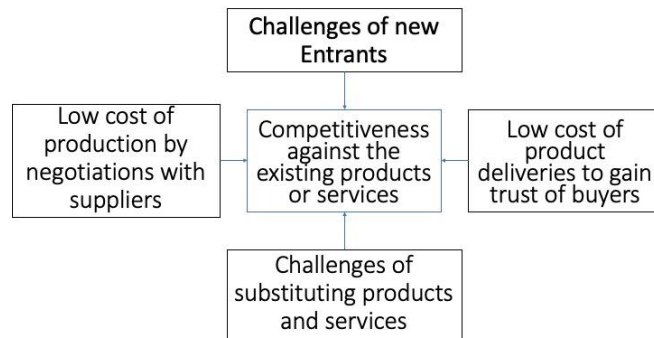 Challenges of new
Entrants
Low cost of
production by
negotiations with
suppliers
Competitiveness
against the
existing products
or services
Low cost of
product
deliveries to gain
trust of buyers
Challenges of
substituting products
and services